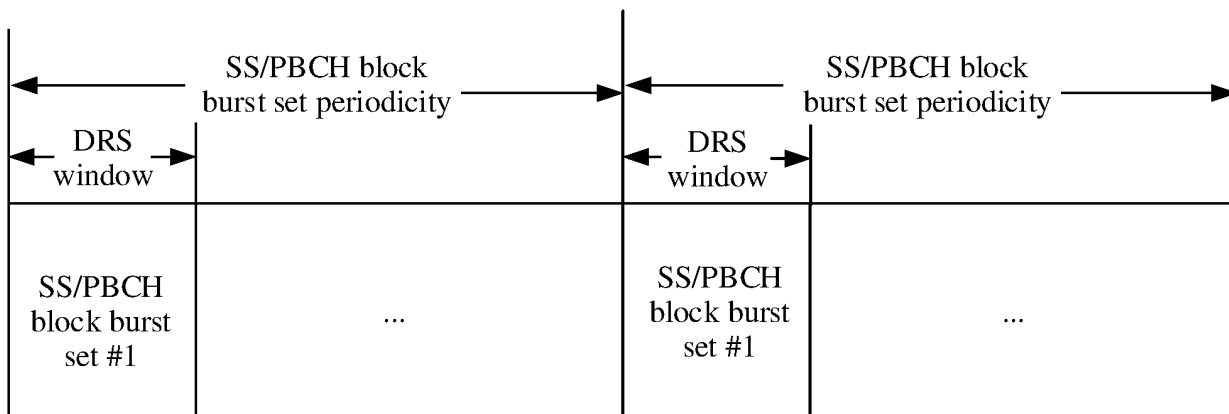 SS/PBCH block
burst set periodicity
SS/PBCH block
burst set periodicity
DRS
window
DRS
window
SS/PBCH
block burst
set #1
...
SS/PBCH
block burst
set #1
...